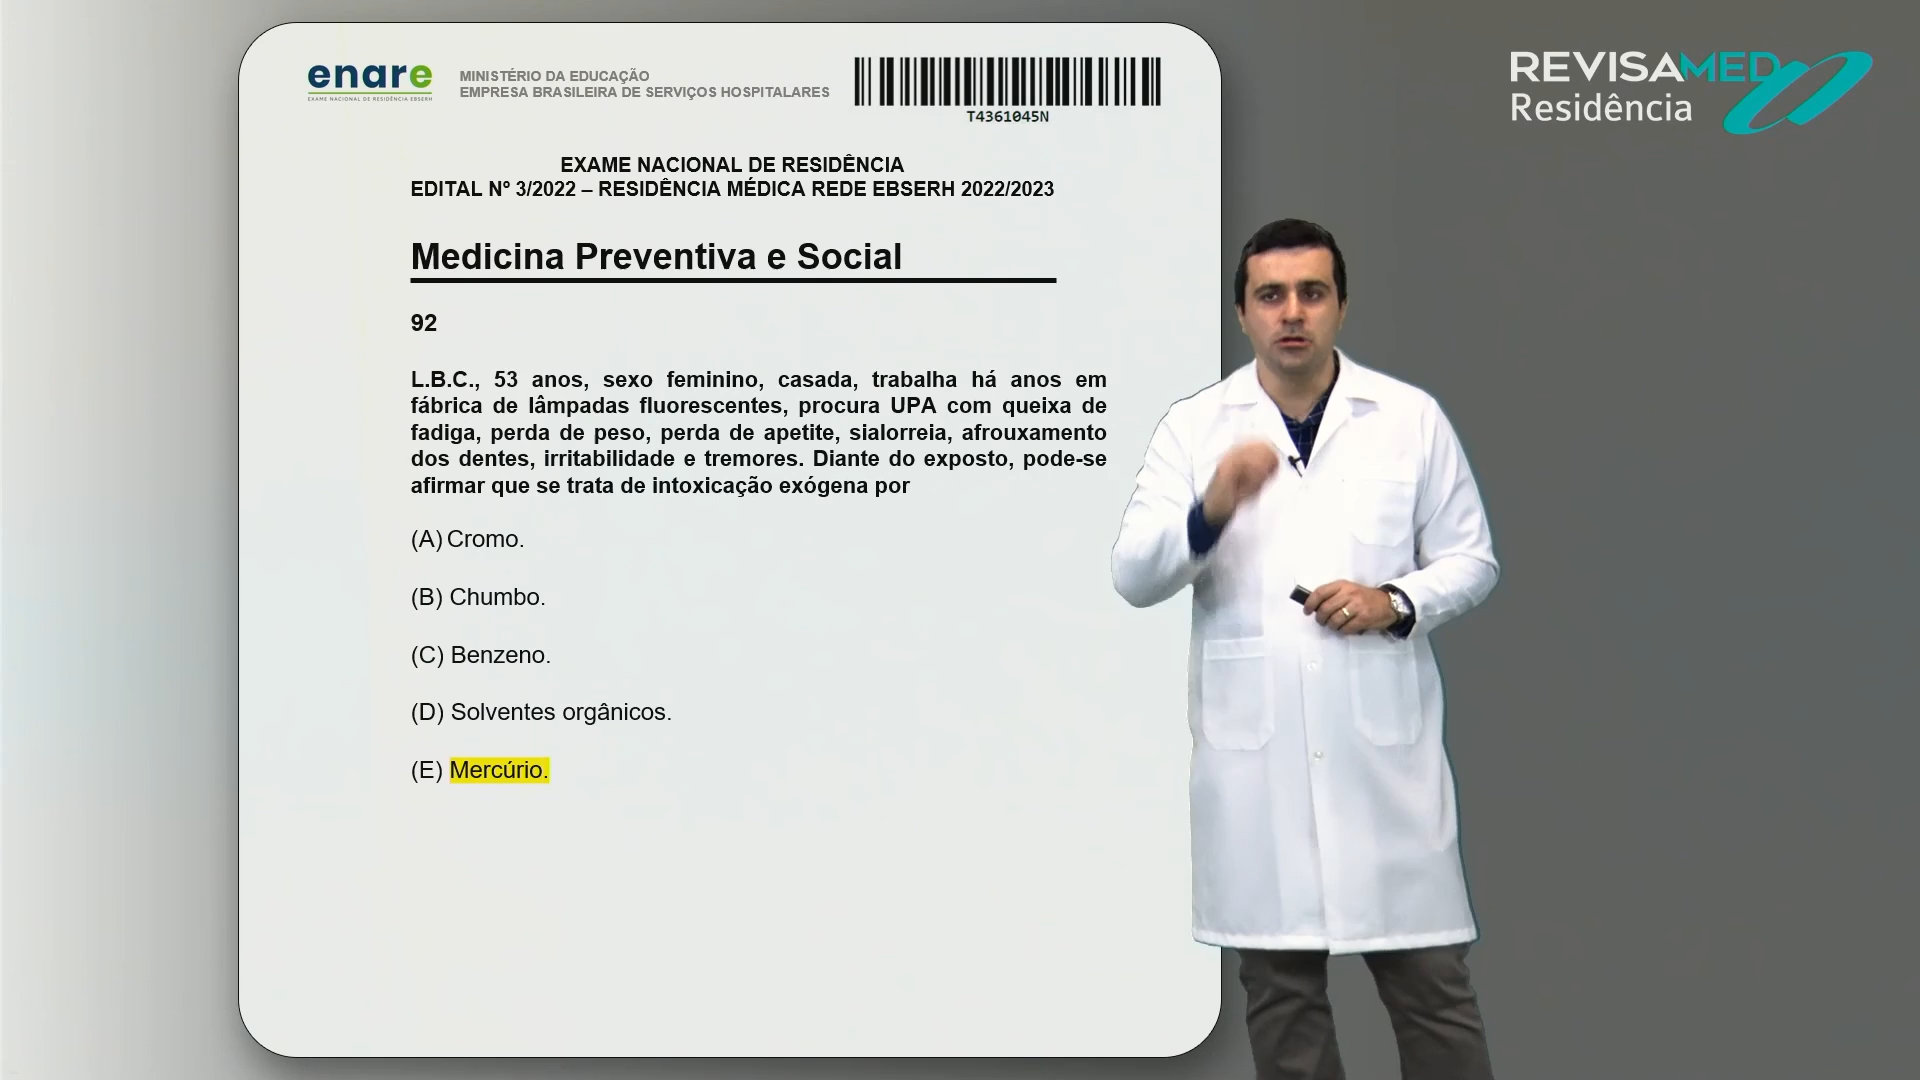 enare
EXAME NACIONAL DE RESIDÊNCIA EBSERH
MINISTÉRIO DA EDUCAÇÃO
EMPRESA BRASILEIRA DE SERVIÇOS HOSPITALARES
T4361045N
REVISAMED
Residência
EXAME NACIONAL DE RESIDÊNCIA
EDITAL Nº 3/2022 – RESIDÊNCIA MÉDICA REDE EBSERH 2022/2023
Medicina Preventiva e Social
92
L.B.C., 53 anos, sexo feminino, casada, trabalha há anos em
fábrica de lâmpadas fluorescentes, procura UPA com queixa de
fadiga, perda de peso, perda de apetite, sialorreia, afrouxamento
dos dentes, irritabilidade e tremores. Diante do exposto, pode-se
afirmar que se trata de intoxicação exógena por
(A) Cromo.
(B) Chumbo.
(C) Benzeno.
(D) Solventes orgânicos.
(E) Mercúrio.